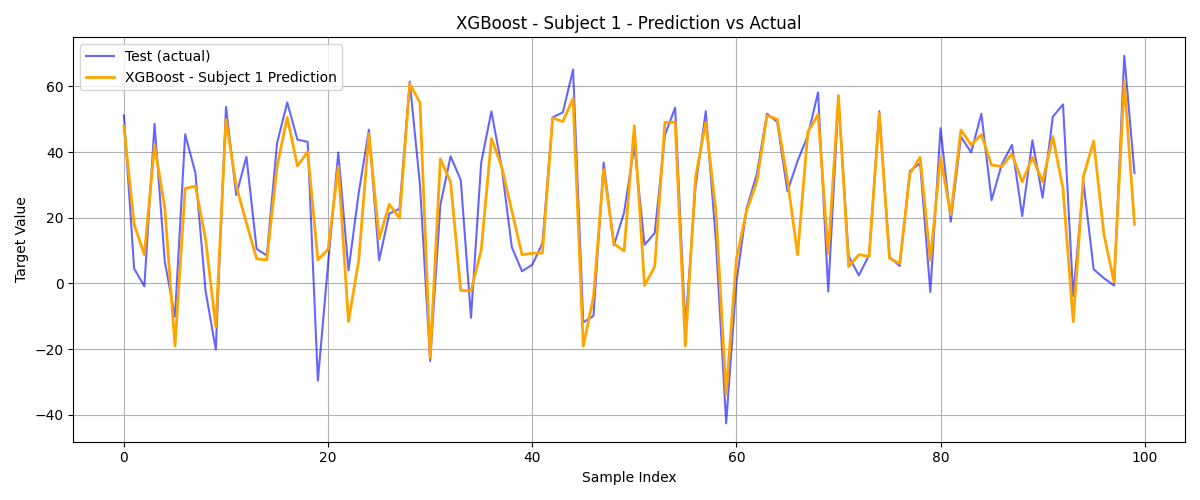 XGBoost - Subject 1 - Prediction vs Actual
Test (actual)
XGBoost - Subject 1 Prediction
Target Value
60
40
20
0
−20
−40
0 20 40 60 80 100
Sample Index